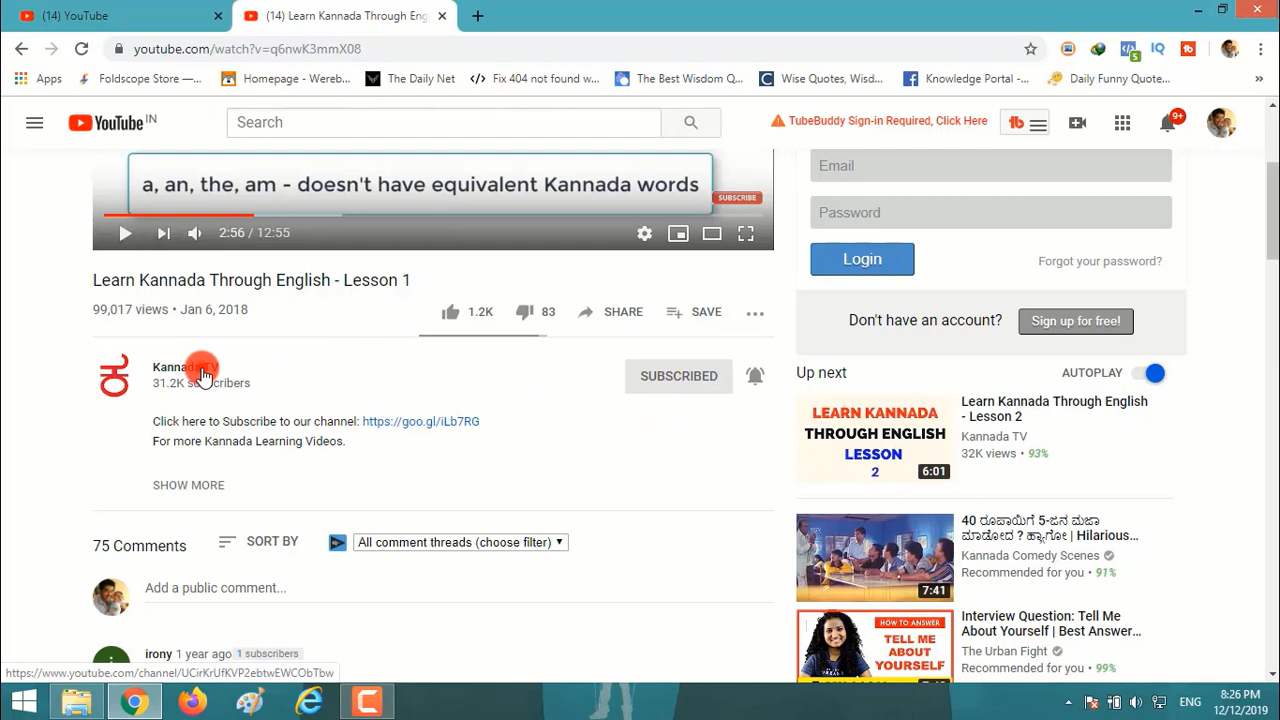 (14) YouTube
(14) Learn Kannada Through Eng
youtube.com/watch?v=q6nwK3mmX08
Apps
Foldscope Store —...
Homepage - Wereb...
The Daily Net
Fix 404 not found w...
The Best Wisdom Q...
Wise Quotes, Wisd...
Knowledge Portal -...
Daily Funny Quote...
YouTube IN
Search
TubeBuddy Sign-in Required, Click Here
9+
a, an, the, am - doesn't have equivalent Kannada words
SUBSCRIBE
2:56 / 12:55
Email
Password
Login
Forgot your password?
Don't have an account?
Sign up for free!
Learn Kannada Through English - Lesson 1
99,017 views • Jan 6, 2018
1.2K
83
SHARE
SAVE
Kannada TV
31.2K subscribers
SUBSCRIBED
Click here to Subscribe to our channel: https://goo.gl/iLb7RG
For more Kannada Learning Videos.
SHOW MORE
75 Comments
SORT BY
All comment threads (choose filter)
Add a public comment...
irony 1 year ago 1 subscribers
Up next
AUTOPLAY
LEARN KANNADA
THROUGH ENGLISH
LESSON
2
6:01
Learn Kannada Through English
- Lesson 2
Kannada TV
32K views • 93%
7:41
40 ರೂಪಾಯಿಗೆ 5-ಜನ ಮಜಾ
ಮಾಡೋದ ? ಹ್ಯಾಗೋ | Hilarious...
Kannada Comedy Scenes
Recommended for you • 91%
HOW TO ANSWER
TELL ME
ABOUT
YOURSELF
Interview Question: Tell Me
About Yourself | Best Answer...
The Urban Fight
Recommended for you • 99%
https://www.youtube.com/channel/UCirKrUfKVP2ebtwEWCObTbw
ENG
8:26 PM
12/12/2019